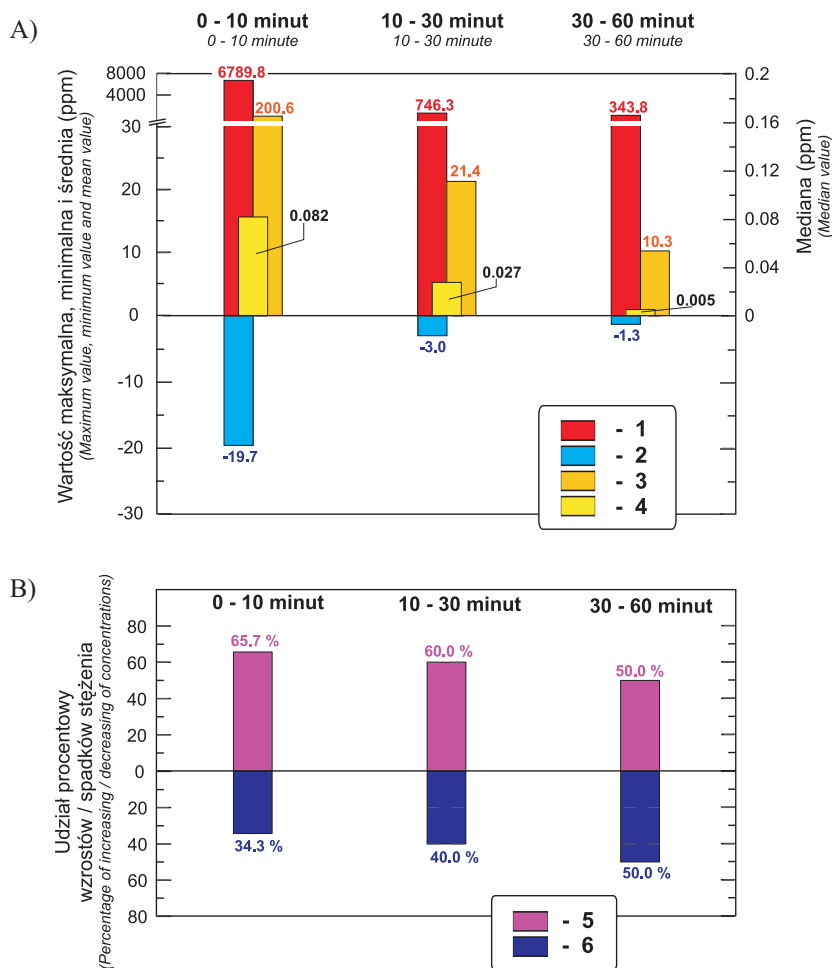 A)
0 - 10 minut
0 - 10 minute
10 - 30 minut
10 - 30 minute
30 - 60 minut
30 - 60 minute
Wartość maksymalna, minimalna i średnia (ppm)
(Maximum value, minimum value and mean value)
8000
4000
30
20
10
0
-10
-20
-30
6789.8
200.6
0.082
-19.7
746.3
21.4
0.027
-3.0
343.8
10.3
0.005
-1.3
0.2
0.16
0.12
0.08
0.04
0
Mediana (ppm)
(Median value)
- 1
- 2
- 3
- 4
B)
0 - 10 minut
10 - 30 minut
30 - 60 minut
Udział procentowy
wzrostów / spadków stężenia
(Percentage of increasing / decreasing of concentrations)
80
60
40
20
0
20
40
60
80
65.7 %
60.0 %
50.0 %
34.3 %
40.0 %
50.0 %
- 5
- 6